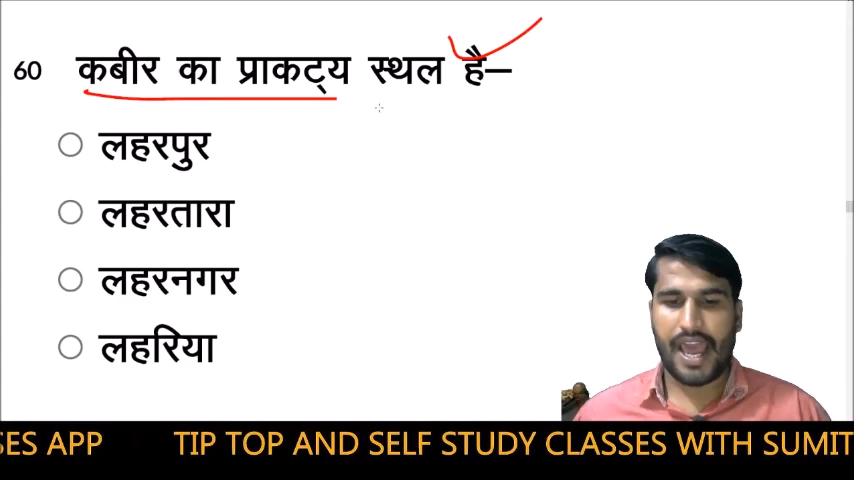 60 कबीर का प्राकट्य स्थल है–
लहरपुर
लहरतारा
लहरनगर
लहरिया
SES APP TIP TOP AND SELF STUDY CLASSES WITH SUMIT